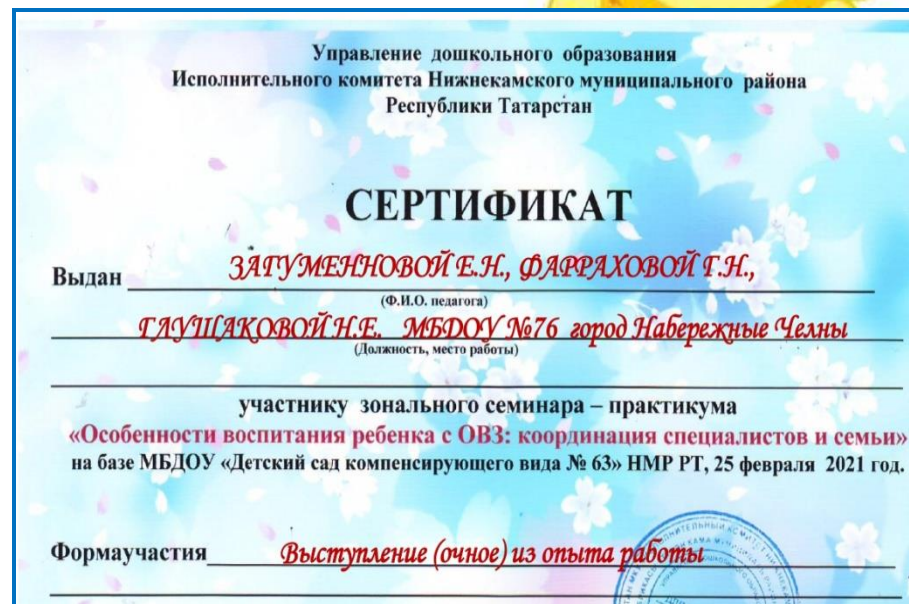 Управление дошкольного образования
Исполнительного комитета Нижнекамского муниципального района
Республики Татарстан
СЕРТИФИКАТ
Выдан ЗАГУМЕННОВОЙ Е.Н., ФАРРАХОВОЙ Г.Н.,
(Ф.И.О. педагога)
ГЛУШАКОВОЙ Н.Е. МБДОУ №76 город Набережные Челны
(Должность, место работы)
участнику зонального семинара – практикума
«Особенности воспитания ребенка с ОВЗ: координация специалистов и семьи»
на базе МБДОУ «Детский сад компенсирующего вида № 63» НМР РТ, 25 февраля 2021 год.
Формаучастия Выступление (очное) из опыта работы